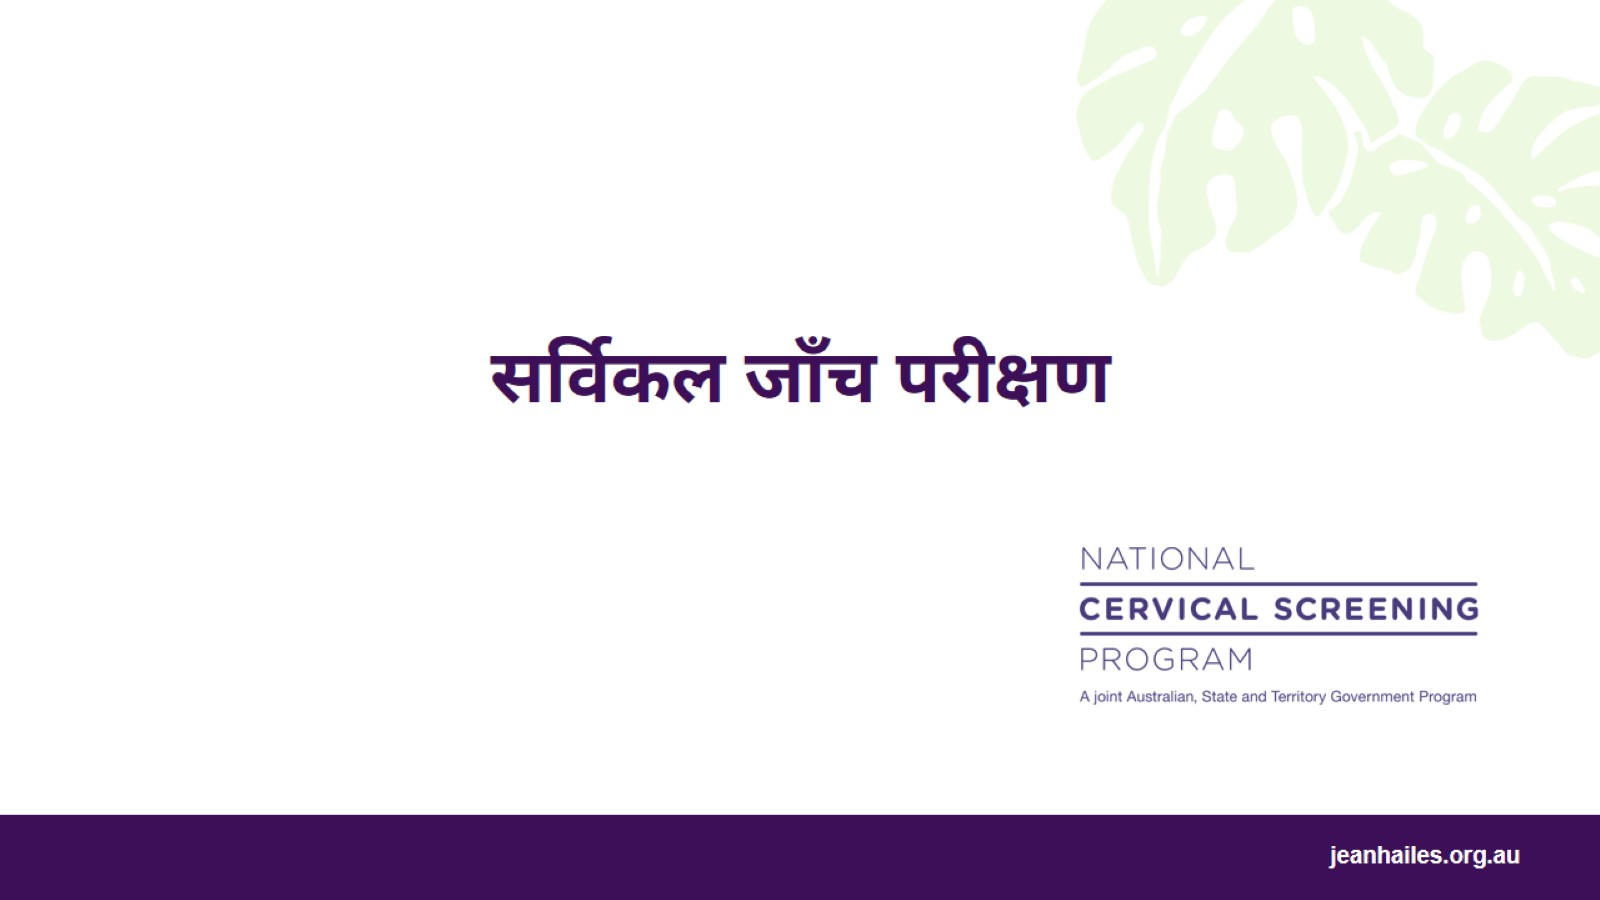 सर्विकल जाँच परीक्षण
NATIONAL
CERVICAL SCREENING
PROGRAM
A joint Australian, State and Territory Government Program
jeanhailes.org.au